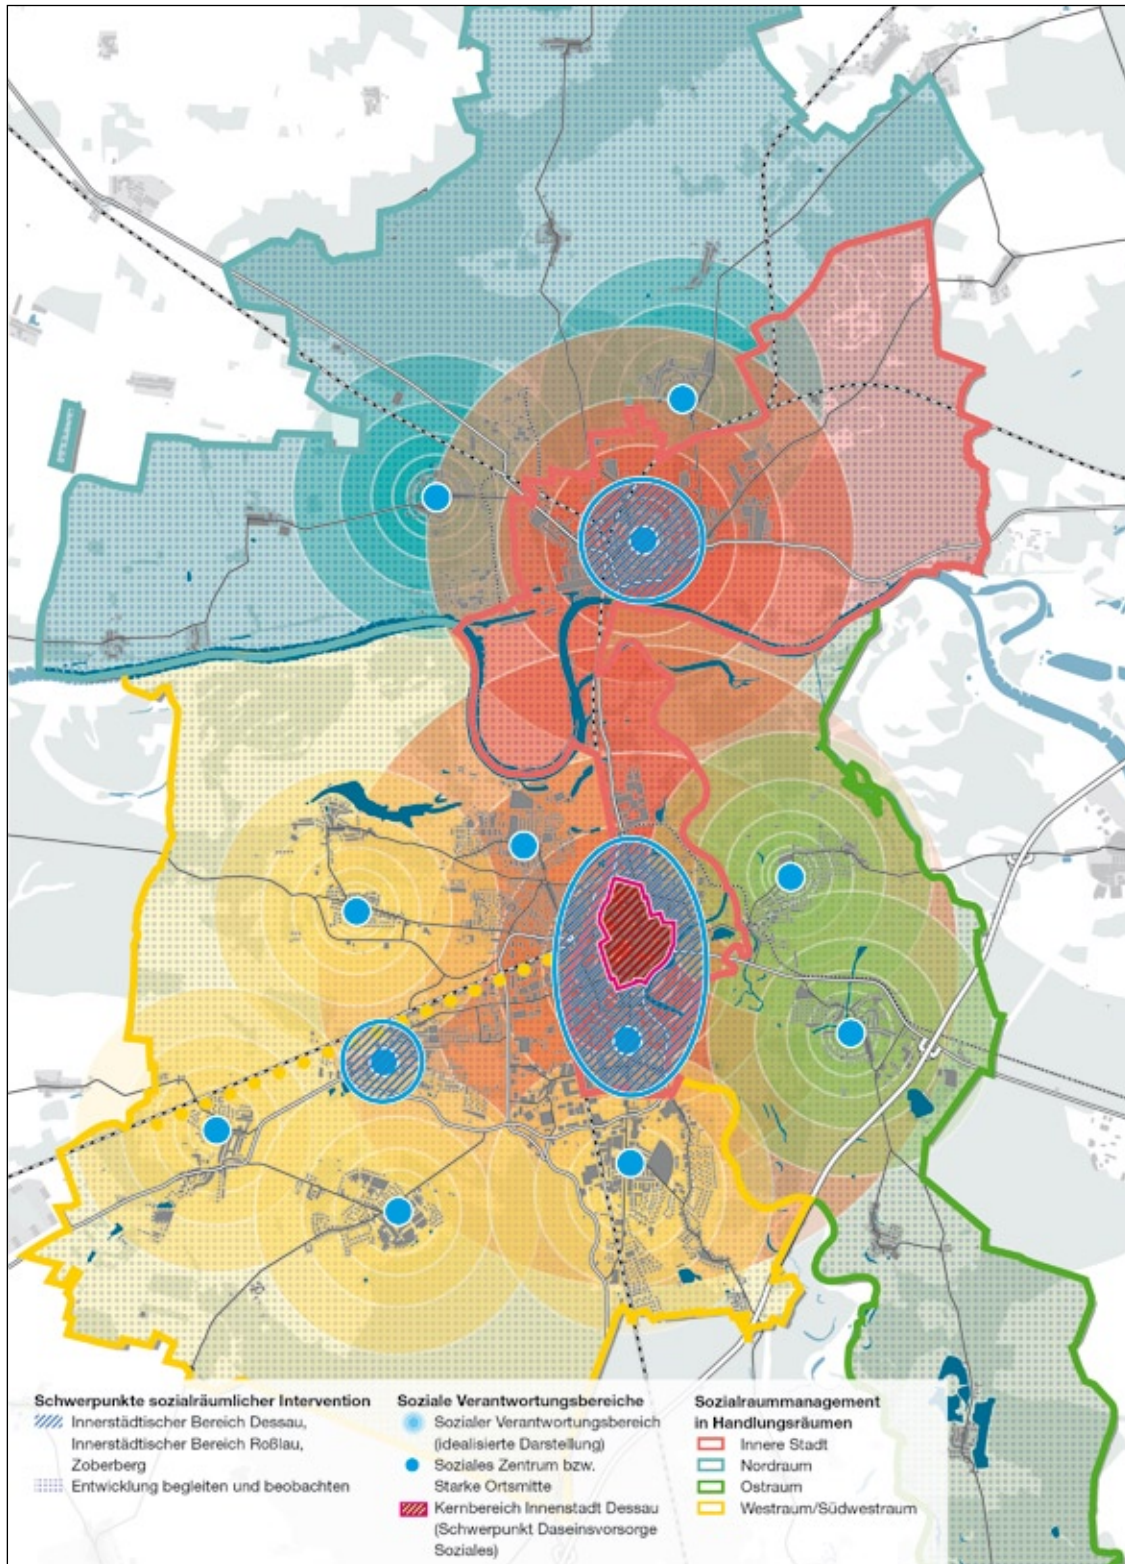 Schwerpunkte sozialräumlicher Intervention
Innerstädtischer Bereich Dessau,
Innerstädtischer Bereich Roßlau,
Zoberberg
Entwicklung begleiten und beobachten
Soziale Verantwortungsbereiche
Sozialer Verantwortungsbereich
(idealisierte Darstellung)
Soziales Zentrum bzw.
Starke Ortsmitte
Kernbereich Innenstadt Dessau
(Schwerpunkt Daseinsvorsorge
Soziales)
Sozialraummanagement
in Handlungsräumen
Innere Stadt
Nordraum
Ostraum
Westraum/Südwestraum